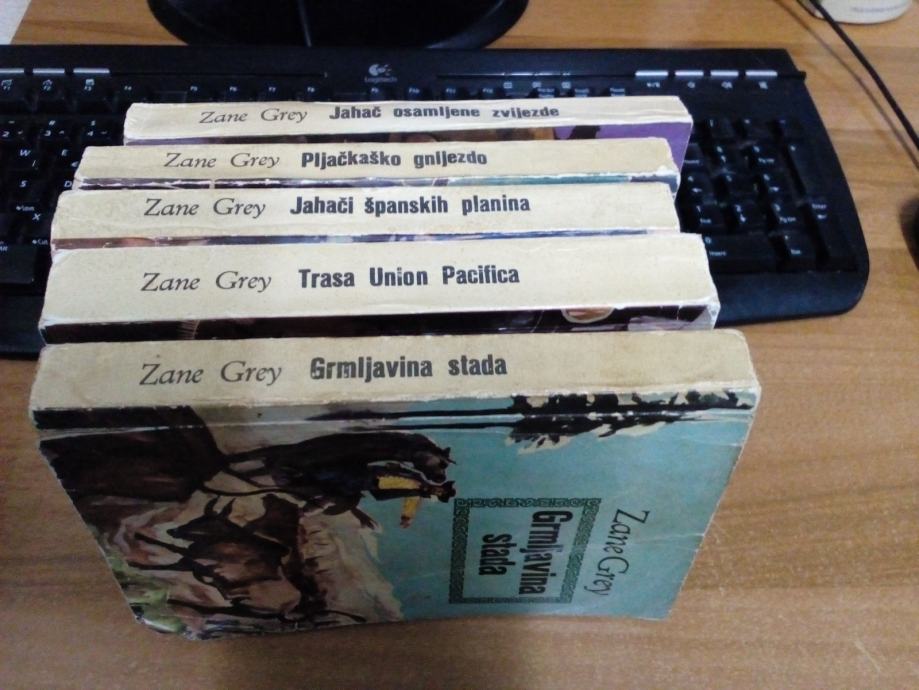 Logitech
Zane Grey Jahač osamljene zvijezde
Zane Grey Pljačkaško gnijezdo
Zane Grey Jahači španskih planina
Zane Grey Trasa Union Pacifica
Zane Grey Grmljavina stada
Zane Grey
Grmljavina
stada